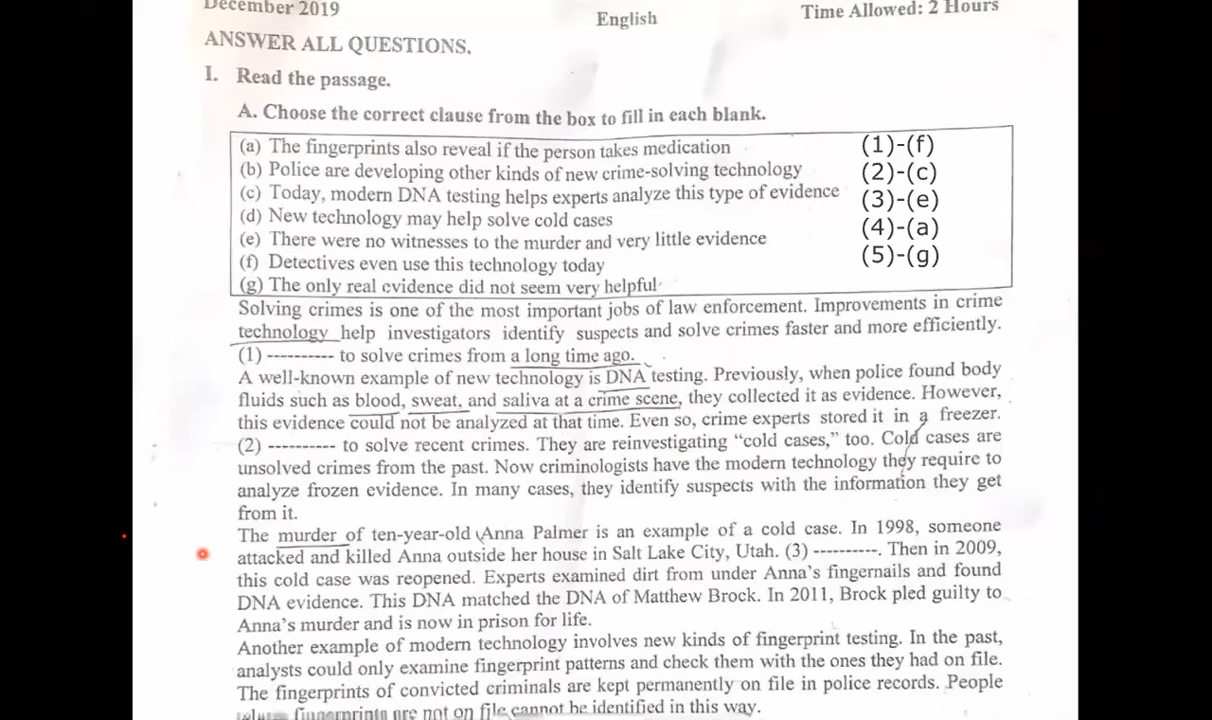 December 2019
English
Time Allowed: 2 Hours
ANSWER ALL QUESTIONS.
I. Read the passage.
A. Choose the correct clause from the box to fill in each blank.
(a) The fingerprints also reveal if the person takes medication
(b) Police are developing other kinds of new crime-solving technology
(c) Today, modern DNA testing helps experts analyze this type of evidence
(d) New technology may help solve cold cases
(e) There were no witnesses to the murder and very little evidence
(f) Detectives even use this technology today
(g) The only real evidence did not seem very helpful
(1)-(f)
(2)-(c)
(3)-(e)
(4)-(a)
(5)-(g)
Solving crimes is one of the most important jobs of law enforcement. Improvements in crime
technology help investigators identify suspects and solve crimes faster and more efficiently.
(1) ---------- to solve crimes from a long time ago.
A well-known example of new technology is DNA testing. Previously, when police found body
fluids such as blood, sweat, and saliva at a crime scene, they collected it as evidence. However,
this evidence could not be analyzed at that time. Even so, crime experts stored it in a freezer.
(2) ---------- to solve recent crimes. They are reinvestigating “cold cases,” too. Cold cases are
unsolved crimes from the past. Now criminologists have the modern technology they require to
analyze frozen evidence. In many cases, they identify suspects with the information they get
from it.
The murder of ten-year-old Anna Palmer is an example of a cold case. In 1998, someone
attacked and killed Anna outside her house in Salt Lake City, Utah. (3) ----------. Then in 2009,
this cold case was reopened. Experts examined dirt from under Anna’s fingernails and found
DNA evidence. This DNA matched the DNA of Matthew Brock. In 2011, Brock pled guilty to
Anna’s murder and is now in prison for life.
Another example of modern technology involves new kinds of fingerprint testing. In the past,
analysts could only examine fingerprint patterns and check them with the ones they had on file.
The fingerprints of convicted criminals are kept permanently on file in police records. People
fingerprints are not on file cannot be identified in this way.